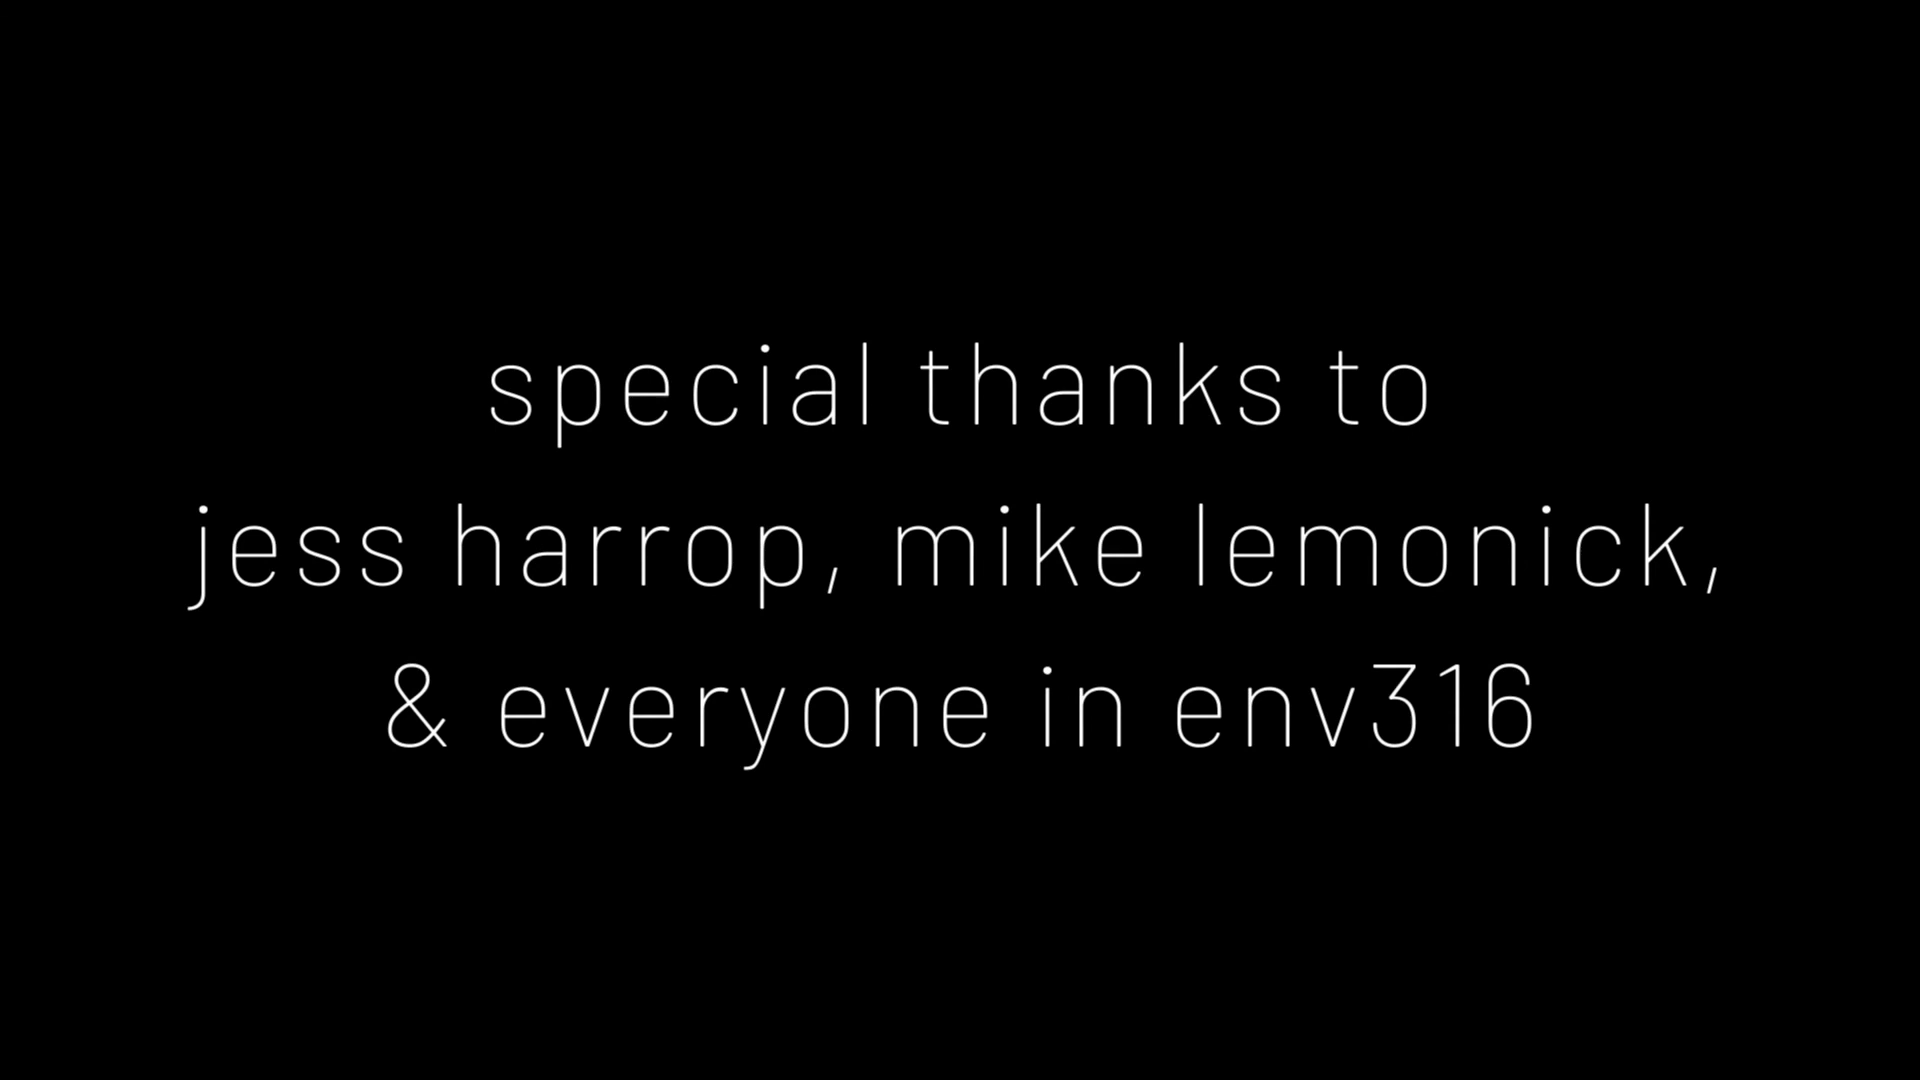 special thanks to
jess harrop, mike lemonick,
& everyone in env316